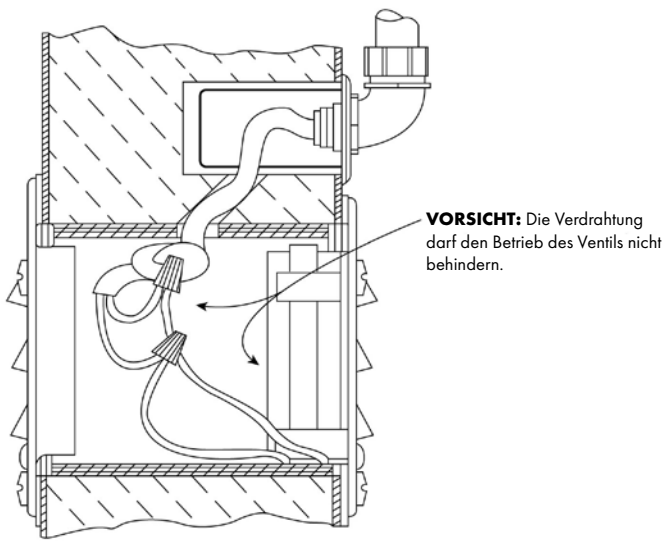 VORSICHT: Die Verdrahtung
darf den Betrieb des Ventils nicht
behindern.